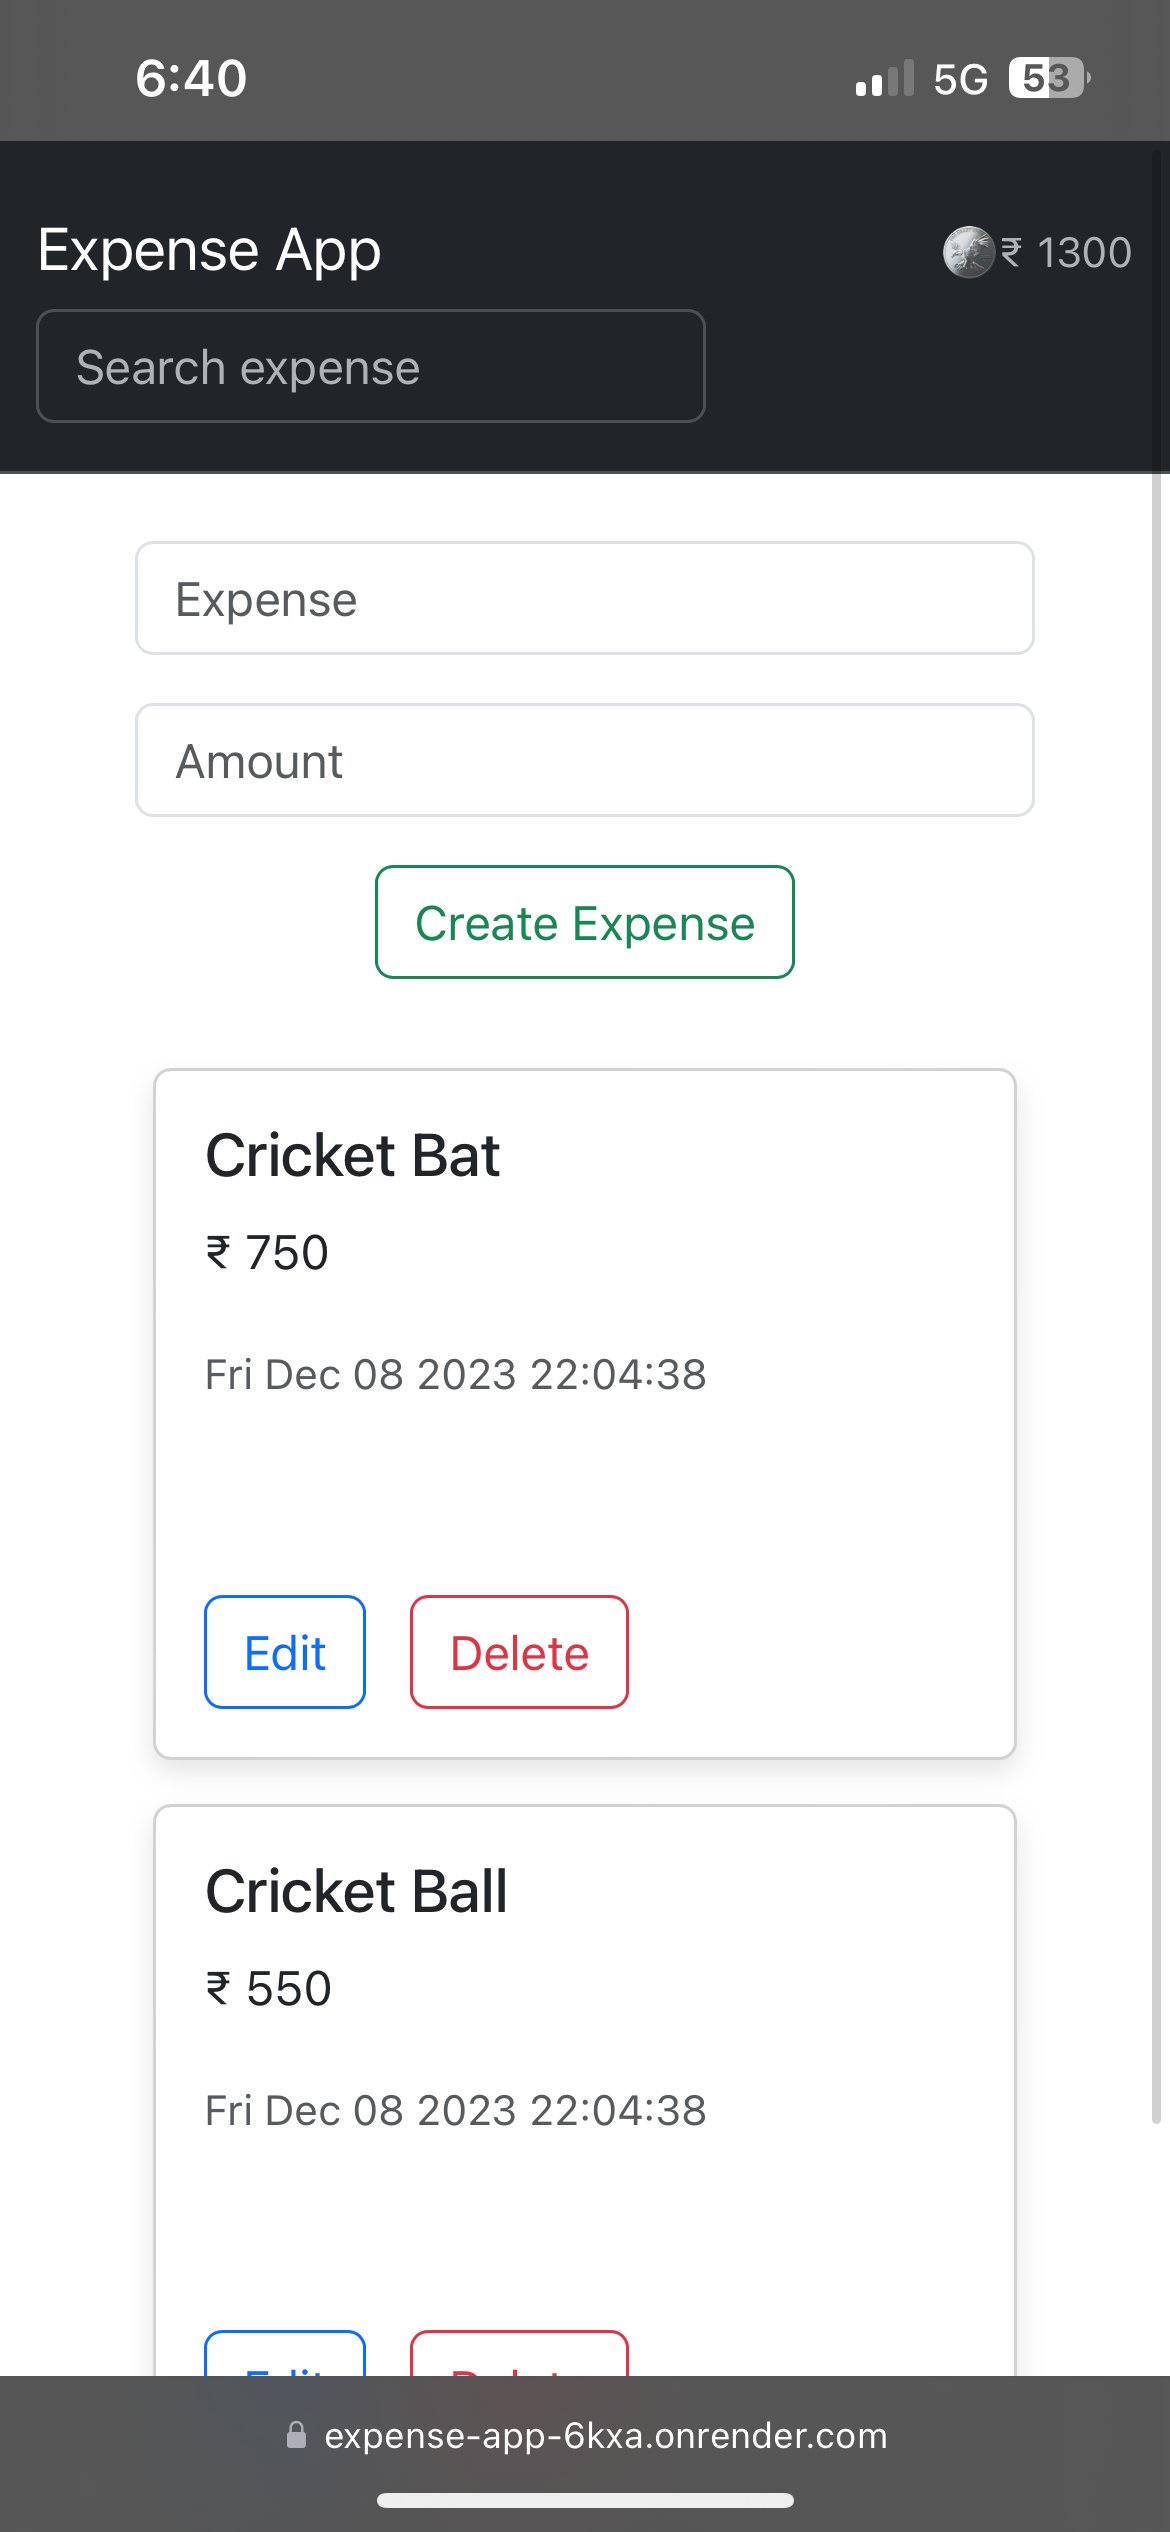 6:40 5G 53
Expense App ₹ 1300
Search expense
Expense
Amount
Create Expense
Cricket Bat
₹ 750
Fri Dec 08 2023 22:04:38
Edit Delete
Cricket Ball
₹ 550
Fri Dec 08 2023 22:04:38
expense-app-6kxa.onrender.com